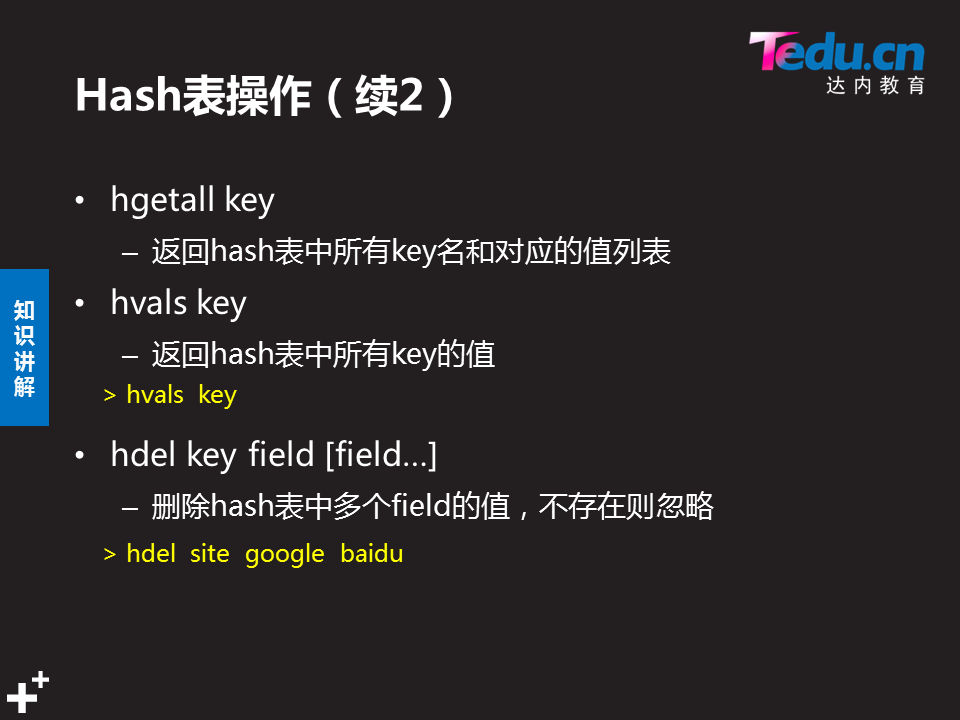 Tedu.cn
达内教育
Hash表操作（续2）
• hgetall key
– 返回hash表中所有key名和对应的值列表
• hvals key
– 返回hash表中所有key的值
> hvals key
• hdel key field [field…]
– 删除hash表中多个field的值，不存在则忽略
> hdel site google baidu
知识讲解